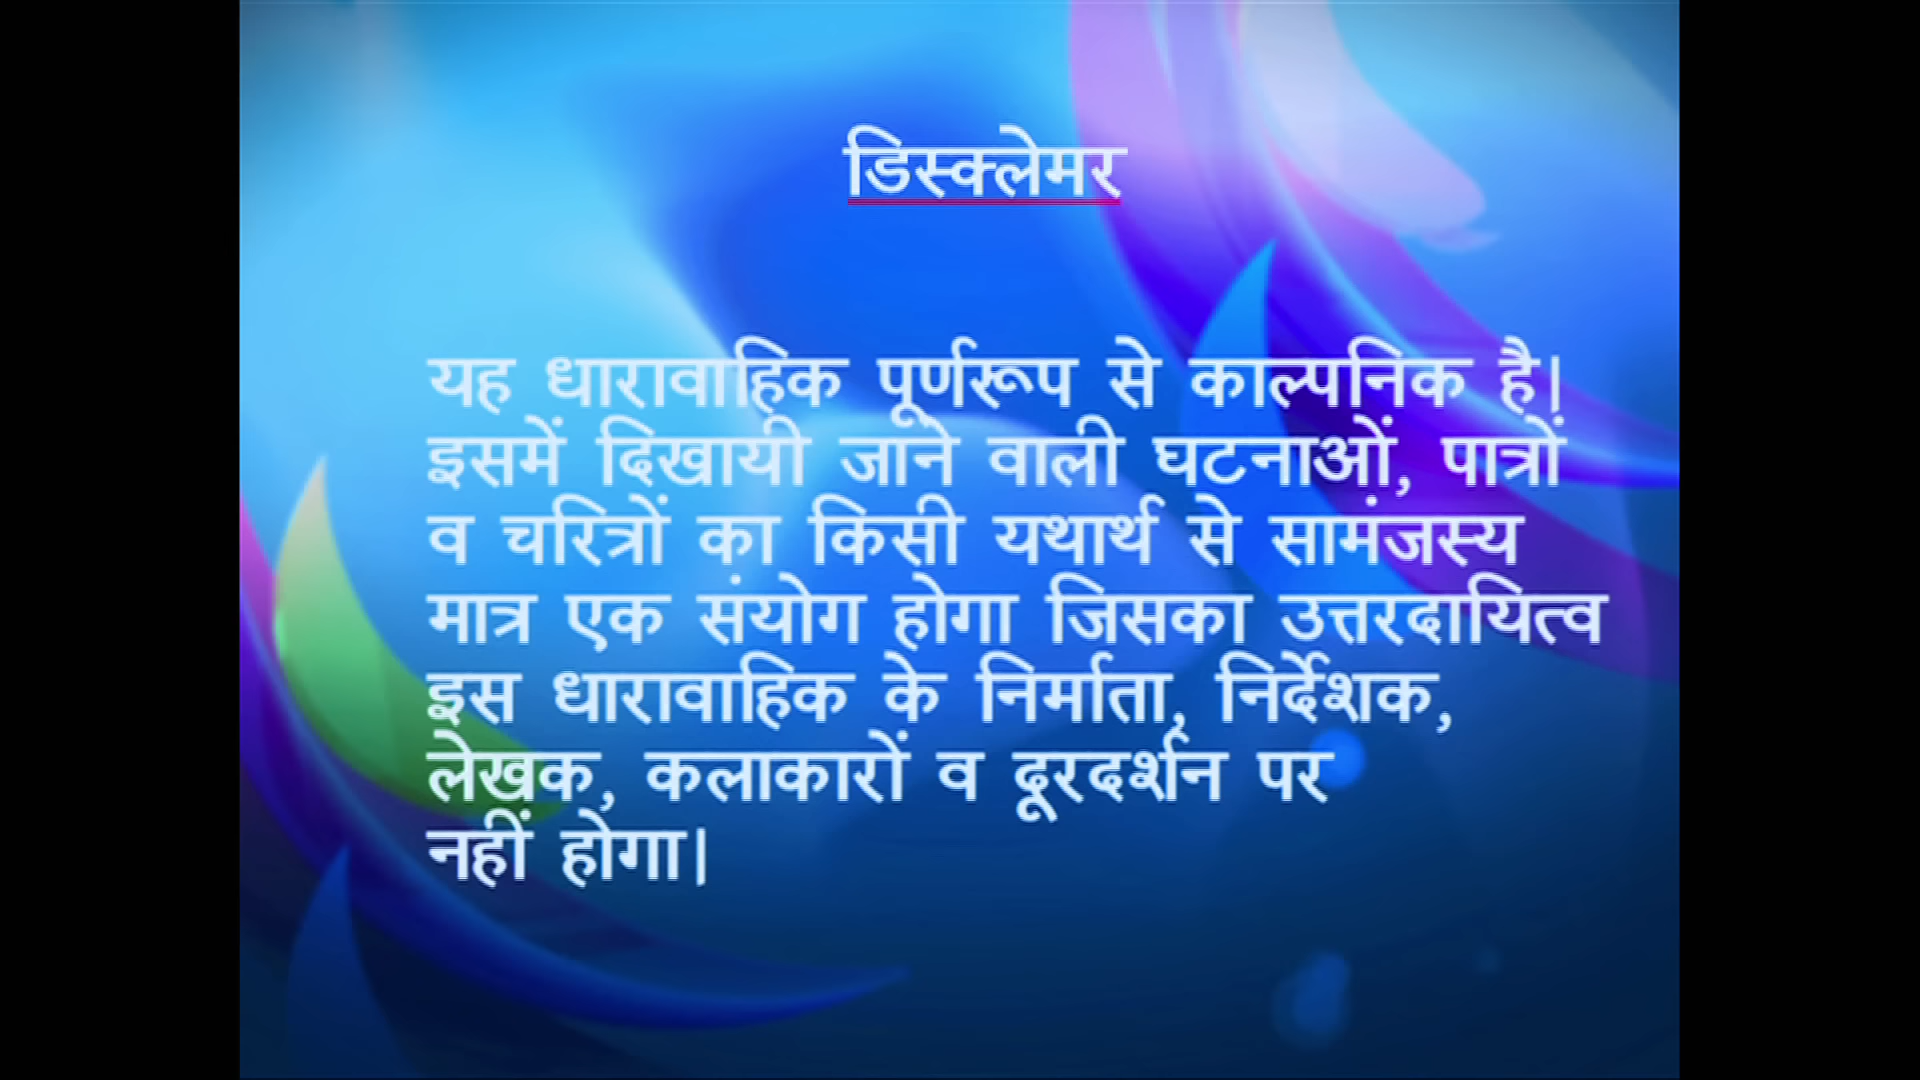 डिस्क्लेमर
यह धारावाहिक पूर्णरूप से काल्पनिक है।
इसमें दिखायी जाने वाली घटनाओं, पात्रों
व चरित्रों का किसी यथार्थ से सामंजस्य
मात्र एक संयोग होगा जिसका उत्तरदायित्व
इस धारावाहिक के निर्माता, निर्देशक,
लेखक, कलाकारों व दूरदर्शन पर
नहीं होगा।